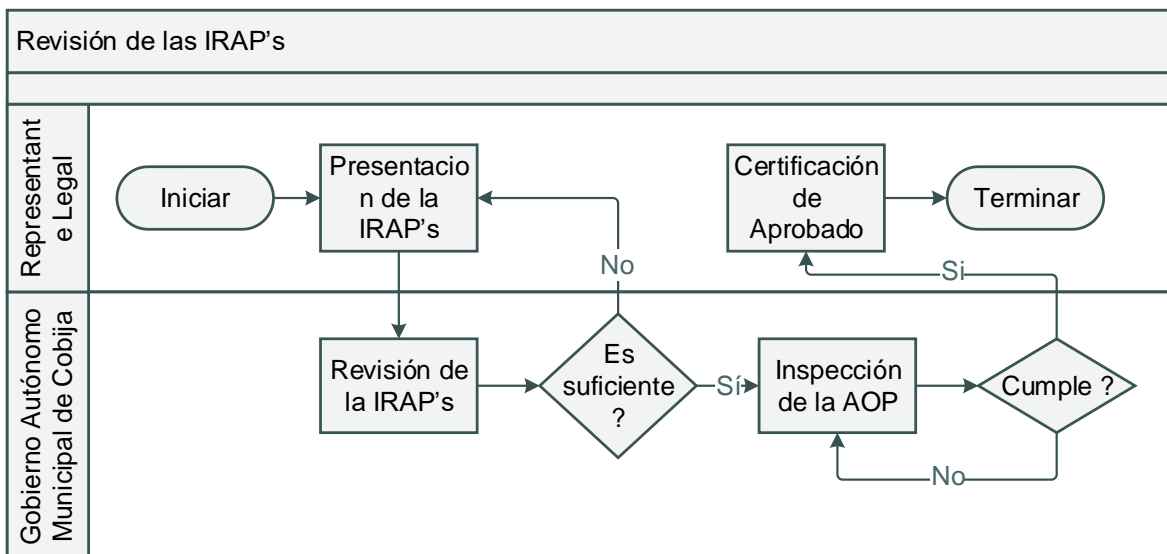 Revisión de las IRAP's
Representant
e Legal
Iniciar
Presentacio
n de la
IRAP's
Certificación
de
Aprobado
Terminar
No
Si
Gobierno Autónomo
Municipal de Cobija
Revisión de
la IRAP's
Es
suficiente
?
Sí
Inspección
de la AOP
Cumple ?
No